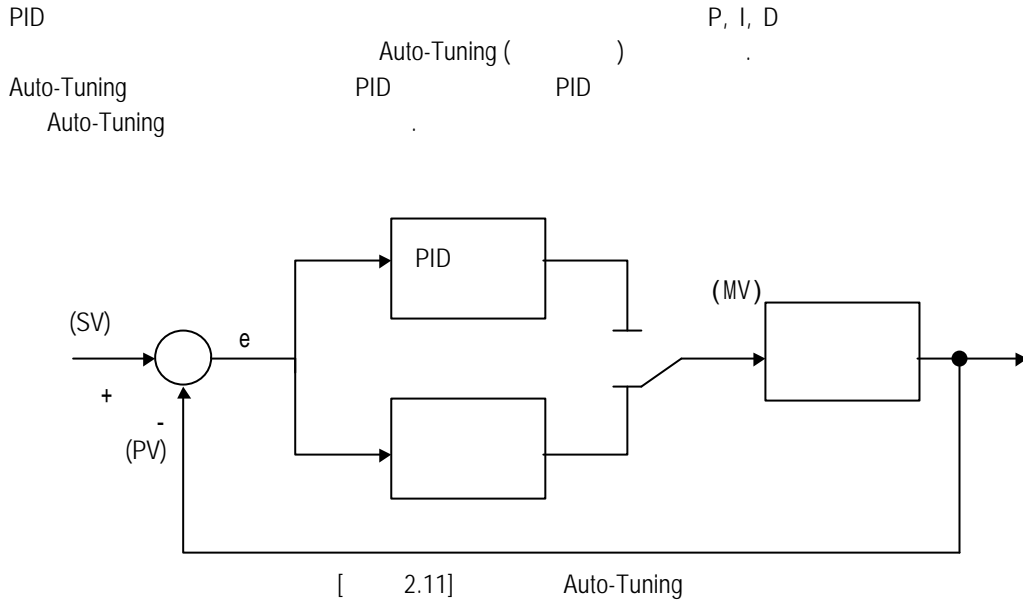 PID P, I, D
Auto-Tuning ( ) .
Auto-Tuning PID PID
Auto-Tuning .
PID
(MV)
(SV)
e
+
-
(PV)
[ 2.11] Auto-Tuning